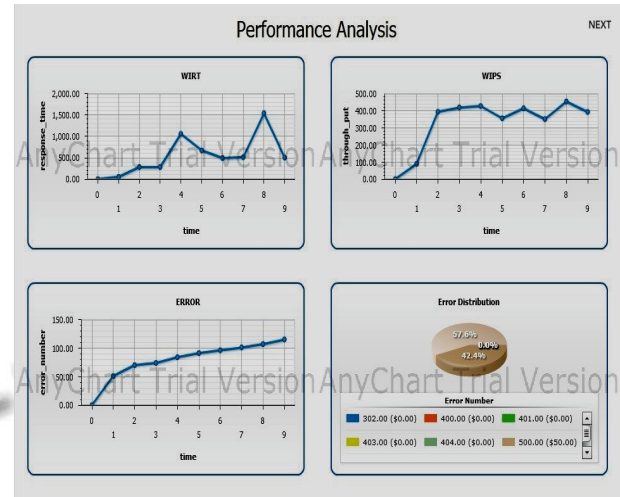 Performance Analysis
NEXT
WIRT
2,000.00
1,500.00
1,000.00
500.00
0.00
response_time
0 2 4 6 8
1 3 5 7 9
time
WIPS
500.00
400.00
300.00
200.00
100.00
0.00
through_put
0 2 4 6 8
1 3 5 7 9
time
AnyChart Trial Version
AnyChart Trial Version
ERROR
150.00
100.00
50.00
0.00
error_number
0 2 4 6 8
1 3 5 7 9
time
Error Distribution
57.6%
0.0%
42.4%
Error Number
302.00 ($0.00) 400.00 ($0.00) 401.00 ($0.00)
403.00 ($0.00) 404.00 ($0.00) 500.00 ($50.00)
AnyChart Trial Version
AnyChart Trial Version